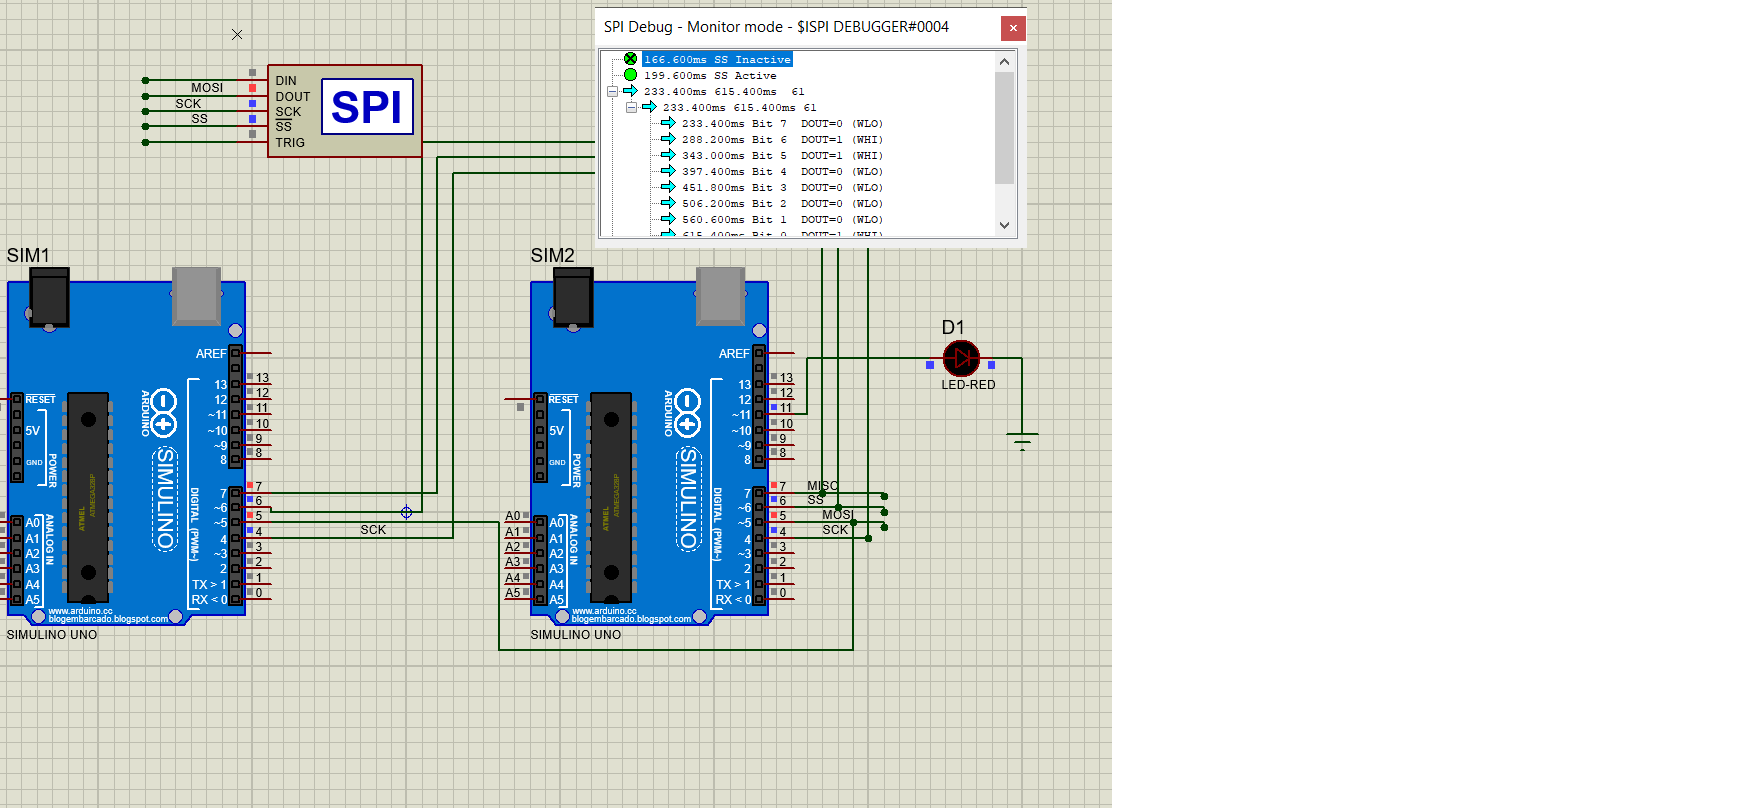 SPI Debug - Monitor mode - $ISPI DEBUGGER#0004
166.600ms SS Inactive
199.600ms SS Active
233.400ms 615.400ms 61
233.400ms 615.400ms 61
233.400ms Bit 7 DOUT=0 (WLO)
288.200ms Bit 6 DOUT=1 (WHI)
343.000ms Bit 5 DOUT=1 (WHI)
397.400ms Bit 4 DOUT=0 (WLO)
451.800ms Bit 3 DOUT=0 (WLO)
506.200ms Bit 2 DOUT=0 (WLO)
560.600ms Bit 1 DOUT=0 (WLO)
615.400ms Bit 0 DOUT=1 (WHI)
MOSI
SCK
SS
DIN
DOUT
SCK
SS
TRIG
SPI
SIM1
AREF
13 13
12 12
~11 11
~10 10
~9 9
8 8
7 7
~6 6
~5 5
4 4
~3 3
2 2
TX > 1 1
RX < 0 0
RESET
5V
GND
POWER
A0
A1
A2
A3
A4
A5
ANALOG IN
ATMEL
ATMEGA328P
ARDUINO
SIMULINO
DIGITAL (PWM~)
www.arduino.cc
blogembarcado.blogspot.com
SIMULINO UNO
SCK
SIM2
AREF
13 13
12 12
~11 11
~10 10
~9 9
8 8
7 7
~6 6
~5 5
4 4
~3 3
2 2
TX > 1 1
RX < 0 0
RESET
5V
GND
POWER
A0 A0
A1 A1
A2 A2
A3 A3
A4 A4
A5 A5
ANALOG IN
ATMEL
ATMEGA328P
ARDUINO
SIMULINO
DIGITAL (PWM~)
www.arduino.cc
blogembarcado.blogspot.com
SIMULINO UNO
MISO
SS
MOSI
SCK
D1
LED-RED